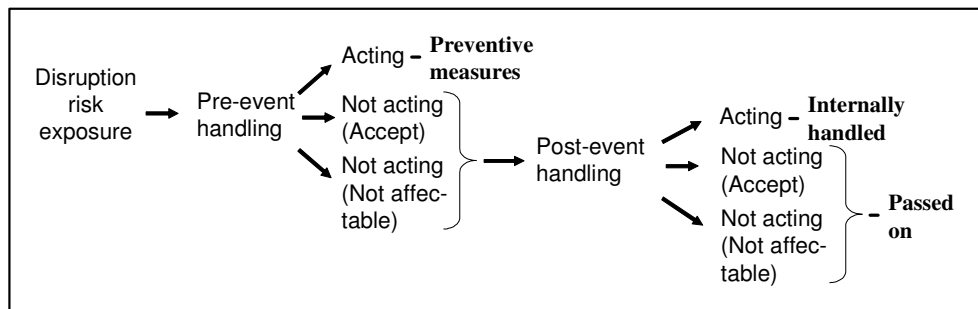 Disruption
risk
exposure
Pre-event
handling
Acting – Preventive
measures
Not acting
(Accept)
Not acting
(Not affec-
table)
Post-event
handling
Acting – Internally
handled
Not acting
(Accept)
Not acting
(Not affec-
table)
– Passed
on